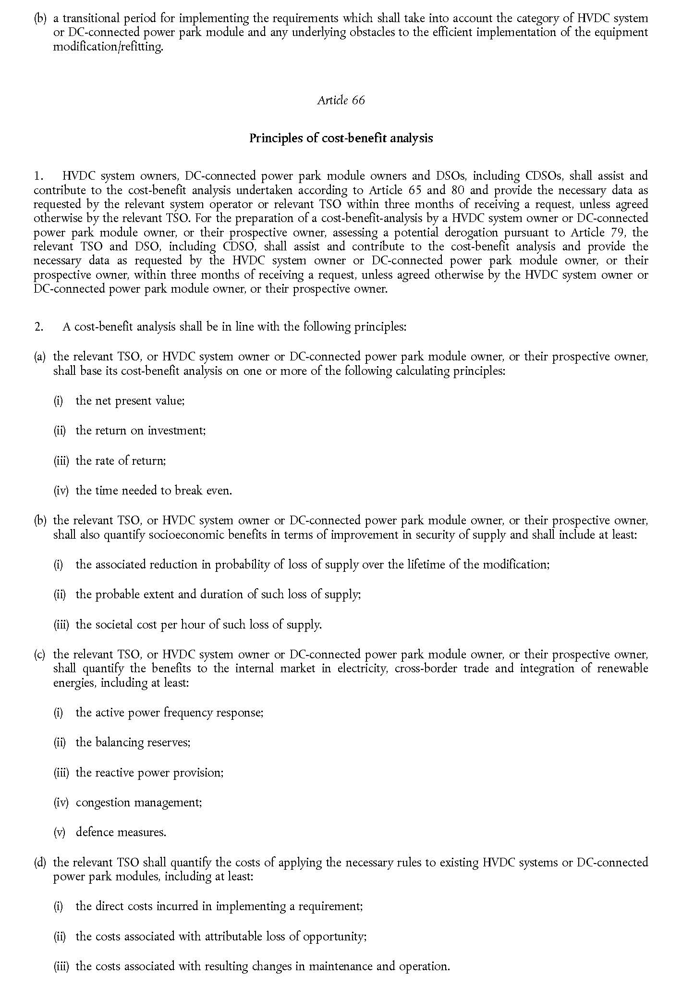 (b) a transitional period for implementing the requirements which shall take into account the category of HVDC system
or DC-connected power park module and any underlying obstacles to the efficient implementation of the equipment
modification/refitting.
Article 66
Principles of cost-benefit analysis
1. HVDC system owners, DC-connected power park module owners and DSOs, including CDSOs, shall assist and
contribute to the cost-benefit analysis undertaken according to Article 65 and 80 and provide the necessary data as
requested by the relevant system operator or relevant TSO within three months of receiving a request, unless agreed
otherwise by the relevant TSO. For the preparation of a cost-benefit-analysis by a HVDC system owner or DC-connected
power park module owner, or their prospective owner, assessing a potential derogation pursuant to Article 79, the
relevant TSO and DSO, including CDSO, shall assist and contribute to the cost-benefit analysis and provide the
necessary data as requested by the HVDC system owner or DC-connected power park module owner, or their
prospective owner, within three months of receiving a request, unless agreed otherwise by the HVDC system owner or
DC-connected power park module owner, or their prospective owner.
2. A cost-benefit analysis shall be in line with the following principles:
(a) the relevant TSO, or HVDC system owner or DC-connected power park module owner, or their prospective owner,
shall base its cost-benefit analysis on one or more of the following calculating principles:
(i) the net present value;
(ii) the return on investment;
(iii) the rate of return;
(iv) the time needed to break even.
(b) the relevant TSO, or HVDC system owner or DC-connected power park module owner, or their prospective owner,
shall also quantify socioeconomic benefits in terms of improvement in security of supply and shall include at least:
(i) the associated reduction in probability of loss of supply over the lifetime of the modification;
(ii) the probable extent and duration of such loss of supply;
(iii) the societal cost per hour of such loss of supply.
(c) the relevant TSO, or HVDC system owner or DC-connected power park module owner, or their prospective owner,
shall quantify the benefits to the internal market in electricity, cross-border trade and integration of renewable
energies, including at least:
(i) the active power frequency response;
(ii) the balancing reserves;
(iii) the reactive power provision;
(iv) congestion management;
(v) defence measures.
(d) the relevant TSO shall quantify the costs of applying the necessary rules to existing HVDC systems or DC-connected
power park modules, including at least:
(i) the direct costs incurred in implementing a requirement;
(ii) the costs associated with attributable loss of opportunity;
(iii) the costs associated with resulting changes in maintenance and operation.